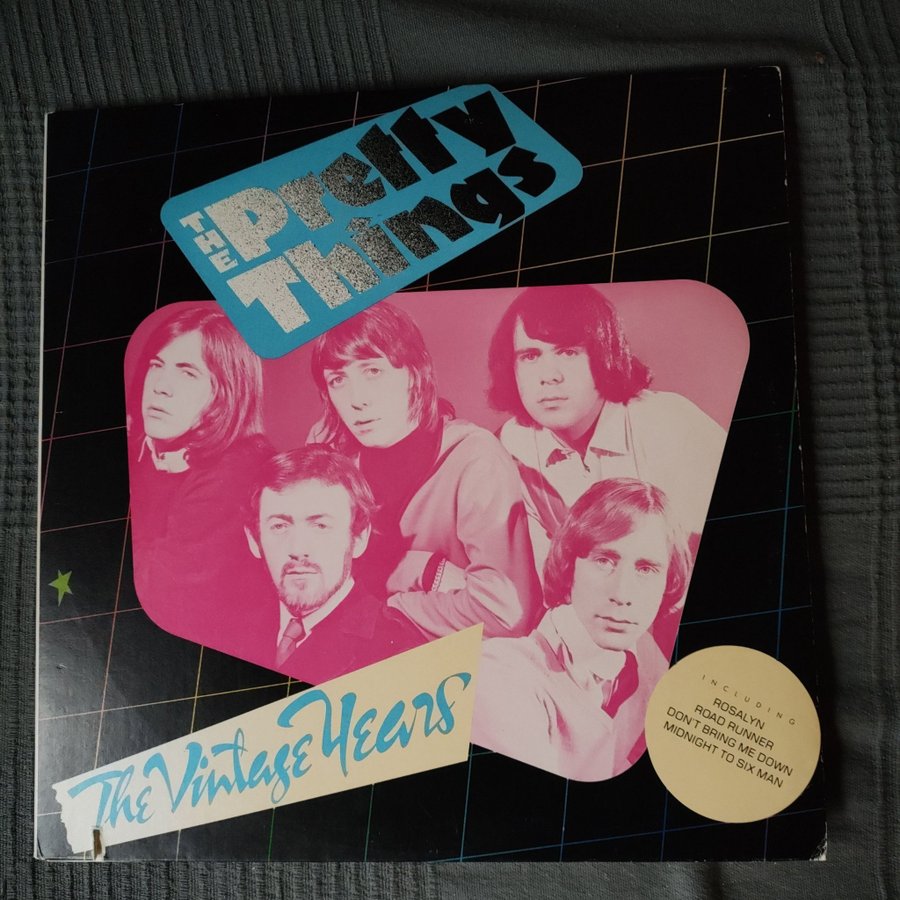 THE Pretty
Things
The Vintage Years
INCLUDING
ROSALYN
ROAD RUNNER
DON'T BRING ME DOWN
MIDNIGHT TO SIX MAN